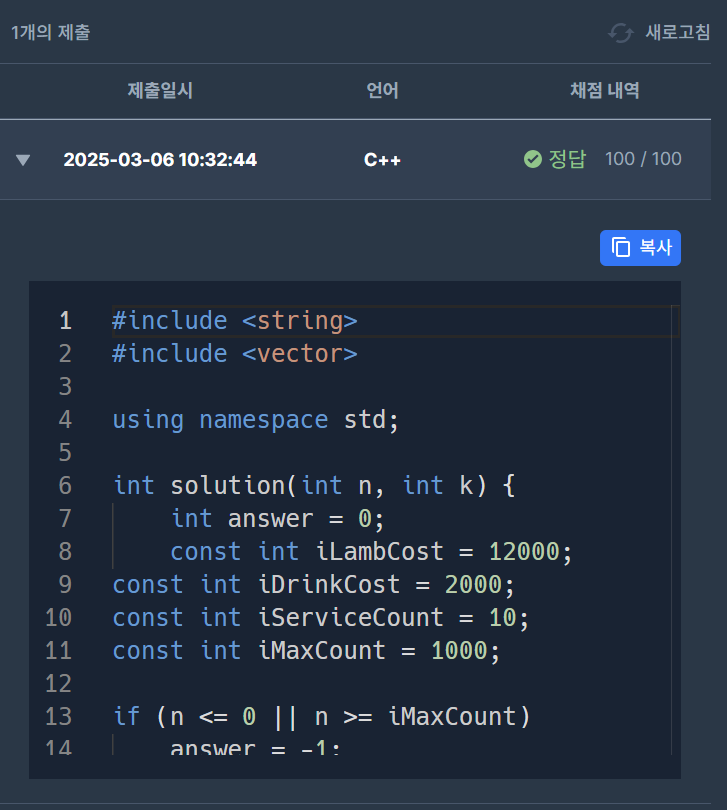 1개의 제출 새로고침
제출일시 언어 채점 내역
2025-03-06 10:32:44 C++ 정답 100 / 100
복사
1 #include <string>
2 #include <vector>
3
4 using namespace std;
5
6 int solution(int n, int k) {
7     int answer = 0;
8     const int iLambCost = 12000;
9 const int iDrinkCost = 2000;
10 const int iServiceCount = 10;
11 const int iMaxCount = 1000;
12
13 if (n <= 0 || n >= iMaxCount)
14     answer = -1;